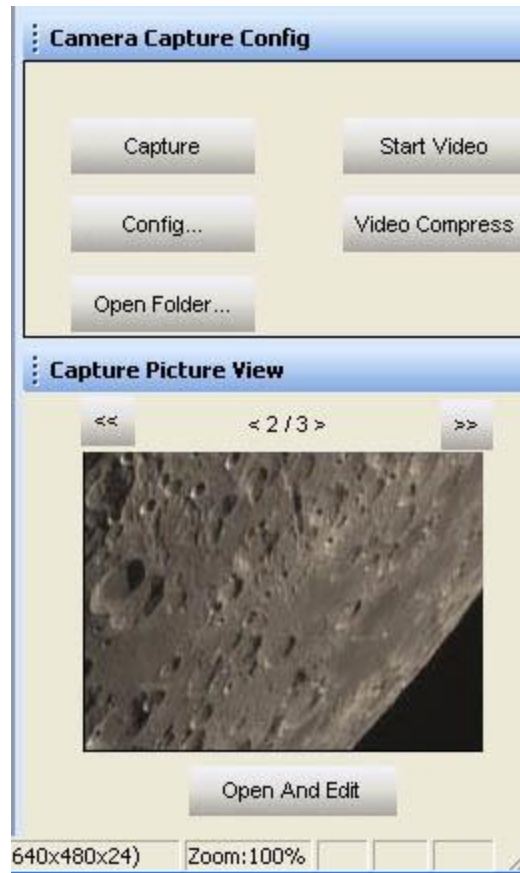 Camera Capture Config
Capture
Start Video
Config...
Video Compress
Open Folder...
Capture Picture View
<<
< 2 / 3 >
>>
Open And Edit
640x480x24)
Zoom:100%